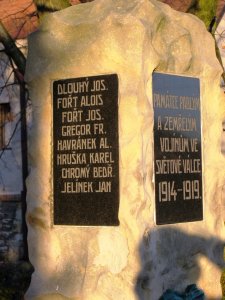 DLOUHÝ JOS.
FOŘT ALOIS
FOŘT JOS.
GREGOR FR.
HAVRÁNEK AL.
HRUŠKA KAREL
CHROMÝ BEDŘ.
JELÍNEK JAN
PAMÁTCE PADLÝM
A ZEMŘELÝM
VOJÍNŮM VE
SVĚTOVÉ VÁLCE
1914-1919.